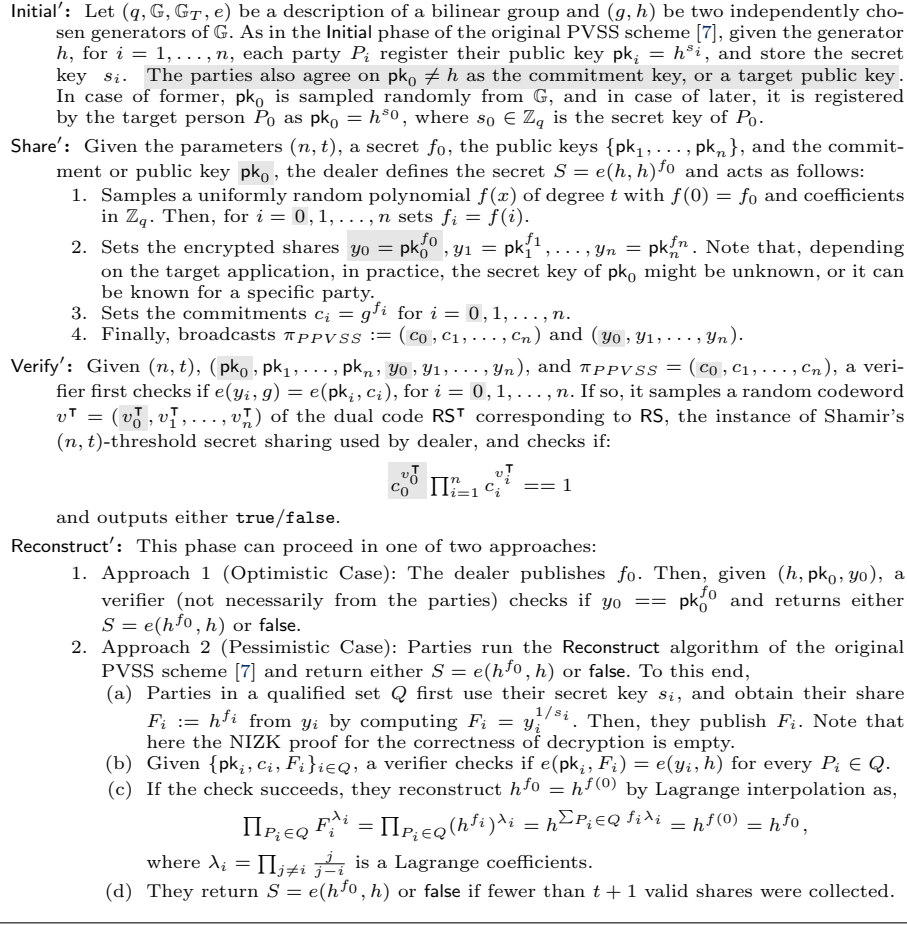 Initial′: Let (q, 𝔾, 𝔾_T, e) be a description of a bilinear group and (g, h) be two independently cho-
sen generators of 𝔾. As in the Initial phase of the original PVSS scheme [7], given the generator
h, for i = 1, . . . , n, each party P_i register their public key pk_i = h^{s_i}, and store the secret
key s_i. The parties also agree on pk_0 ≠ h as the commitment key, or a target public key.
In case of former, pk_0 is sampled randomly from 𝔾, and in case of later, it is registered
by the target person P_0 as pk_0 = h^{s_0}, where s_0 ∈ ℤ_q is the secret key of P_0.
Share′: Given the parameters (n, t), a secret f_0, the public keys {pk_1, . . . , pk_n}, and the commit-
ment or public key pk_0, the dealer defines the secret S = e(h, h)^{f_0} and acts as follows:
1. Samples a uniformly random polynomial f(x) of degree t with f(0) = f_0 and coefficients
in ℤ_q. Then, for i = 0, 1, . . . , n sets f_i = f(i).
2. Sets the encrypted shares y_0 = pk_0^{f_0}, y_1 = pk_1^{f_1}, . . . , y_n = pk_n^{f_n}. Note that, depending
on the target application, in practice, the secret key of pk_0 might be unknown, or it can
be known for a specific party.
3. Sets the commitments c_i = g^{f_i} for i = 0, 1, . . . , n.
4. Finally, broadcasts π_{PPVSS} := (c_0, c_1, . . . , c_n) and (y_0, y_1, . . . , y_n).
Verify′: Given (n, t), (pk_0, pk_1, . . . , pk_n, y_0, y_1, . . . , y_n), and π_{PPVSS} = (c_0, c_1, . . . , c_n), a veri-
fier first checks if e(y_i, g) = e(pk_i, c_i), for i = 0, 1, . . . , n. If so, it samples a random codeword
v^⊤ = (v_0^⊤, v_1^⊤, . . . , v_n^⊤) of the dual code RS^⊤ corresponding to RS, the instance of Shamir's
(n, t)-threshold secret sharing used by dealer, and checks if:
c_0^{v_0^⊤} ∏_{i=1}^{n} c_i^{v_i^⊤} == 1
and outputs either true/false.
Reconstruct′: This phase can proceed in one of two approaches:
1. Approach 1 (Optimistic Case): The dealer publishes f_0. Then, given (h, pk_0, y_0), a
verifier (not necessarily from the parties) checks if y_0 == pk_0^{f_0} and returns either
S = e(h^{f_0}, h) or false.
2. Approach 2 (Pessimistic Case): Parties run the Reconstruct algorithm of the original
PVSS scheme [7] and return either S = e(h^{f_0}, h) or false. To this end,
(a) Parties in a qualified set Q first use their secret key s_i, and obtain their share
F_i := h^{f_i} from y_i by computing F_i = y_i^{1/s_i}. Then, they publish F_i. Note that
here the NIZK proof for the correctness of decryption is empty.
(b) Given {pk_i, c_i, F_i}_{i∈Q}, a verifier checks if e(pk_i, F_i) = e(y_i, h) for every P_i ∈ Q.
(c) If the check succeeds, they reconstruct h^{f_0} = h^{f(0)} by Lagrange interpolation as,
∏_{P_i∈Q} F_i^{λ_i} = ∏_{P_i∈Q} (h^{f_i})^{λ_i} = h^{∑_{P_i∈Q} f_i λ_i} = h^{f(0)} = h^{f_0},
where λ_i = ∏_{j≠i} \frac{j}{j−i} is a Lagrange coefficients.
(d) They return S = e(h^{f_0}, h) or false if fewer than t + 1 valid shares were collected.